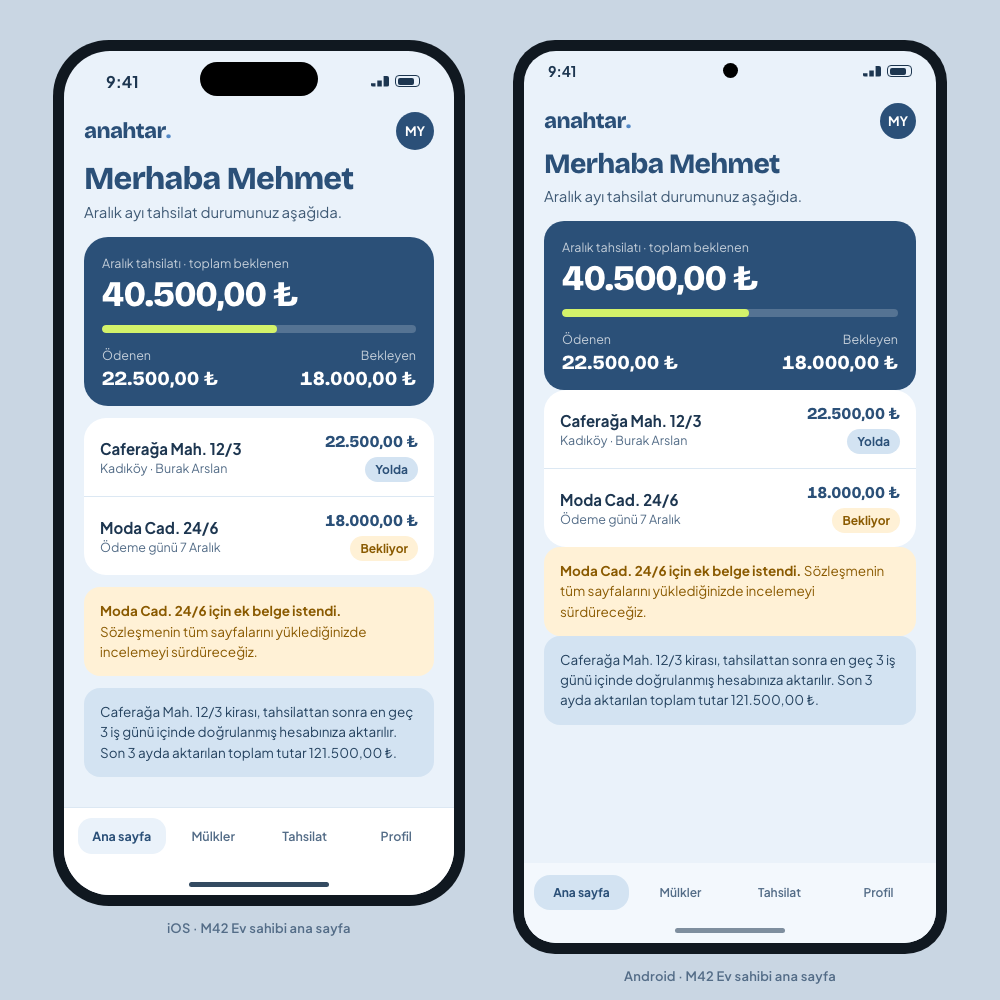 9:41
anahtar.
MY
Merhaba Mehmet
Aralık ayı tahsilat durumunuz aşağıda.
Aralık tahsilatı · toplam beklenen
40.500,00 ₺
Ödenen
Bekleyen
22.500,00 ₺
18.000,00 ₺
Caferağa Mah. 12/3
Kadıköy · Burak Arslan
22.500,00 ₺
Yolda
Moda Cad. 24/6
Ödeme günü 7 Aralık
18.000,00 ₺
Bekliyor
Moda Cad. 24/6 için ek belge istendi.
Sözleşmenin tüm sayfalarını yüklediğinizde
incelemeyi sürdüreceğiz.
Caferağa Mah. 12/3 kirası, tahsilattan sonra en geç
3 iş günü içinde doğrulanmış hesabınıza aktarılır.
Son 3 ayda aktarılan toplam tutar 121.500,00 ₺.
Ana sayfa
Mülkler
Tahsilat
Profil
iOS · M42 Ev sahibi ana sayfa
9:41
anahtar.
MY
Merhaba Mehmet
Aralık ayı tahsilat durumunuz aşağıda.
Aralık tahsilatı · toplam beklenen
40.500,00 ₺
Ödenen
Bekleyen
22.500,00 ₺
18.000,00 ₺
Caferağa Mah. 12/3
Kadıköy · Burak Arslan
22.500,00 ₺
Yolda
Moda Cad. 24/6
Ödeme günü 7 Aralık
18.000,00 ₺
Bekliyor
Moda Cad. 24/6 için ek belge istendi. Sözleşmenin
tüm sayfalarını yüklediğinizde incelemeyi
sürdüreceğiz.
Caferağa Mah. 12/3 kirası, tahsilattan sonra en geç 3 iş
günü içinde doğrulanmış hesabınıza aktarılır. Son 3
ayda aktarılan toplam tutar 121.500,00 ₺.
Ana sayfa
Mülkler
Tahsilat
Profil
Android · M42 Ev sahibi ana sayfa